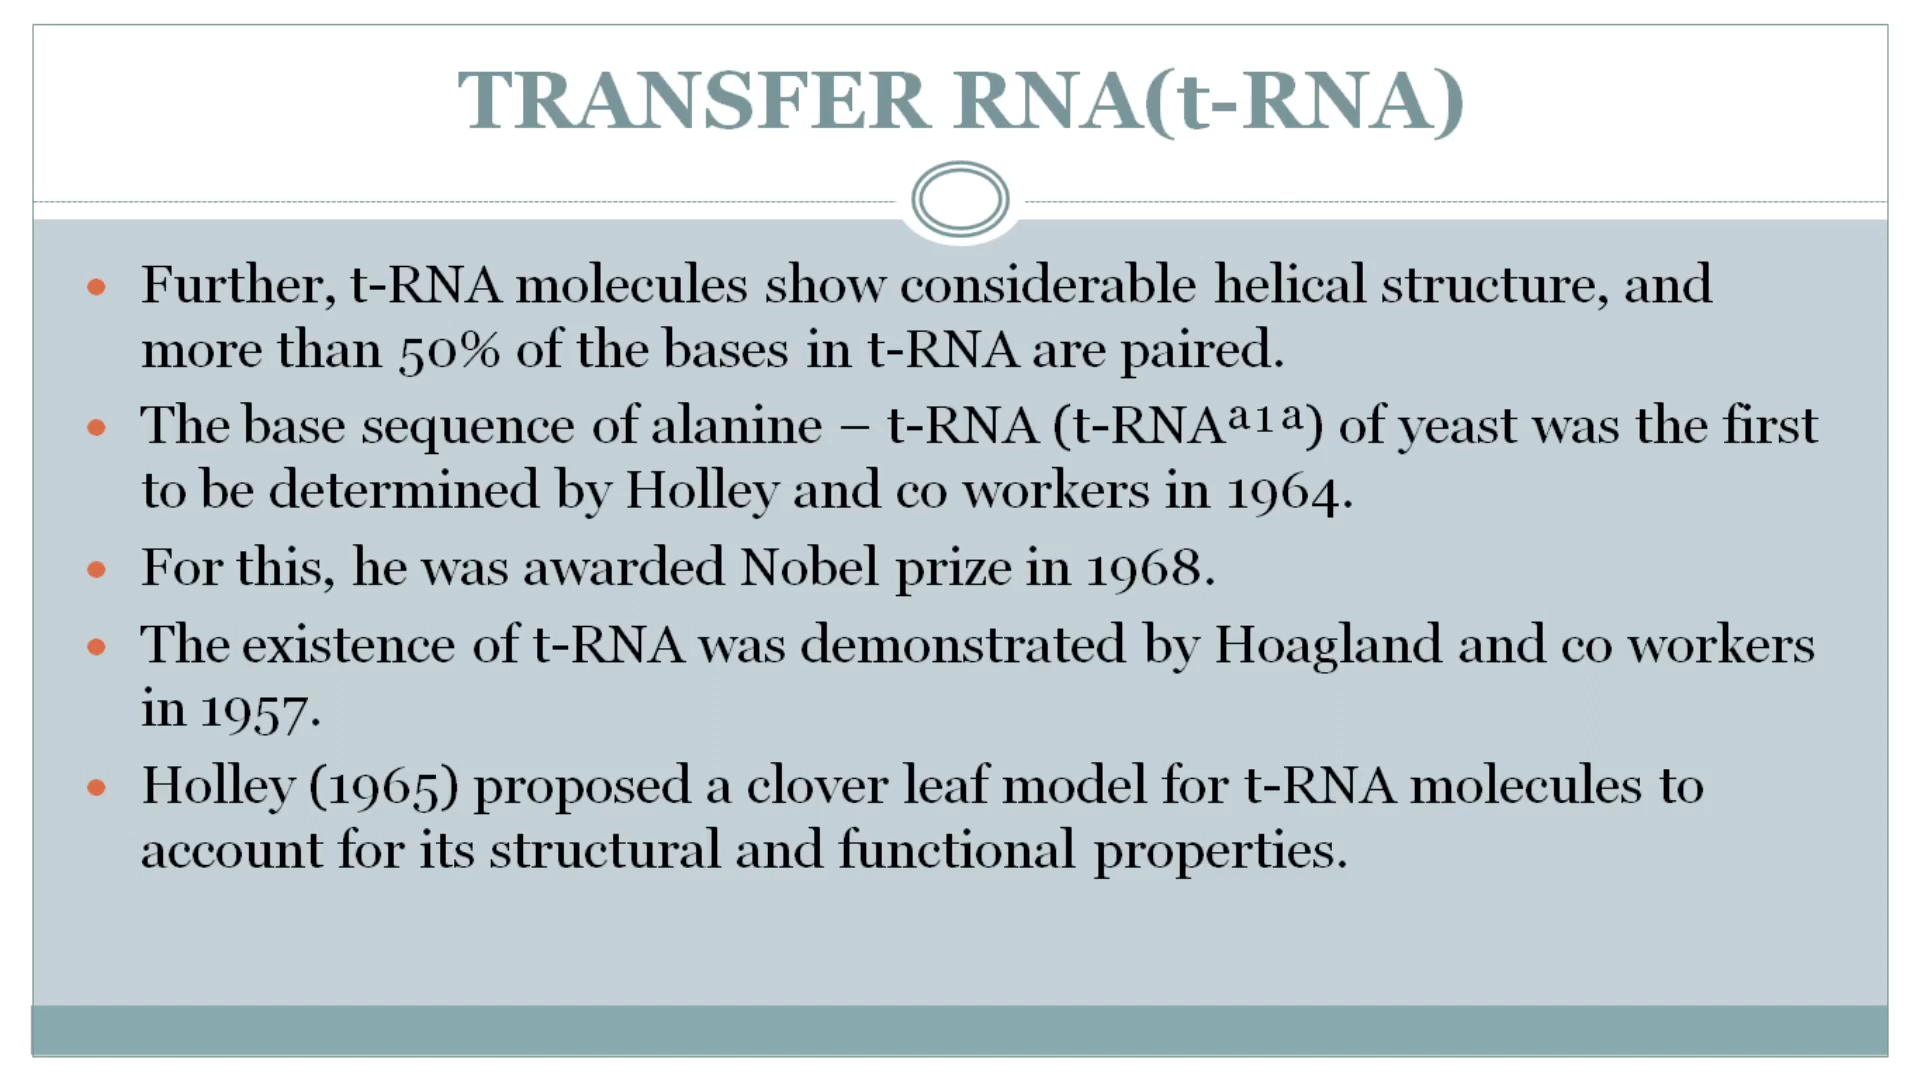 TRANSFER RNA(t-RNA)
• Further, t-RNA molecules show considerable helical structure, and
more than 50% of the bases in t-RNA are paired.
• The base sequence of alanine – t-RNA (t-RNAᵃ¹ᵃ) of yeast was the first
to be determined by Holley and co workers in 1964.
• For this, he was awarded Nobel prize in 1968.
• The existence of t-RNA was demonstrated by Hoagland and co workers
in 1957.
• Holley (1965) proposed a clover leaf model for t-RNA molecules to
account for its structural and functional properties.